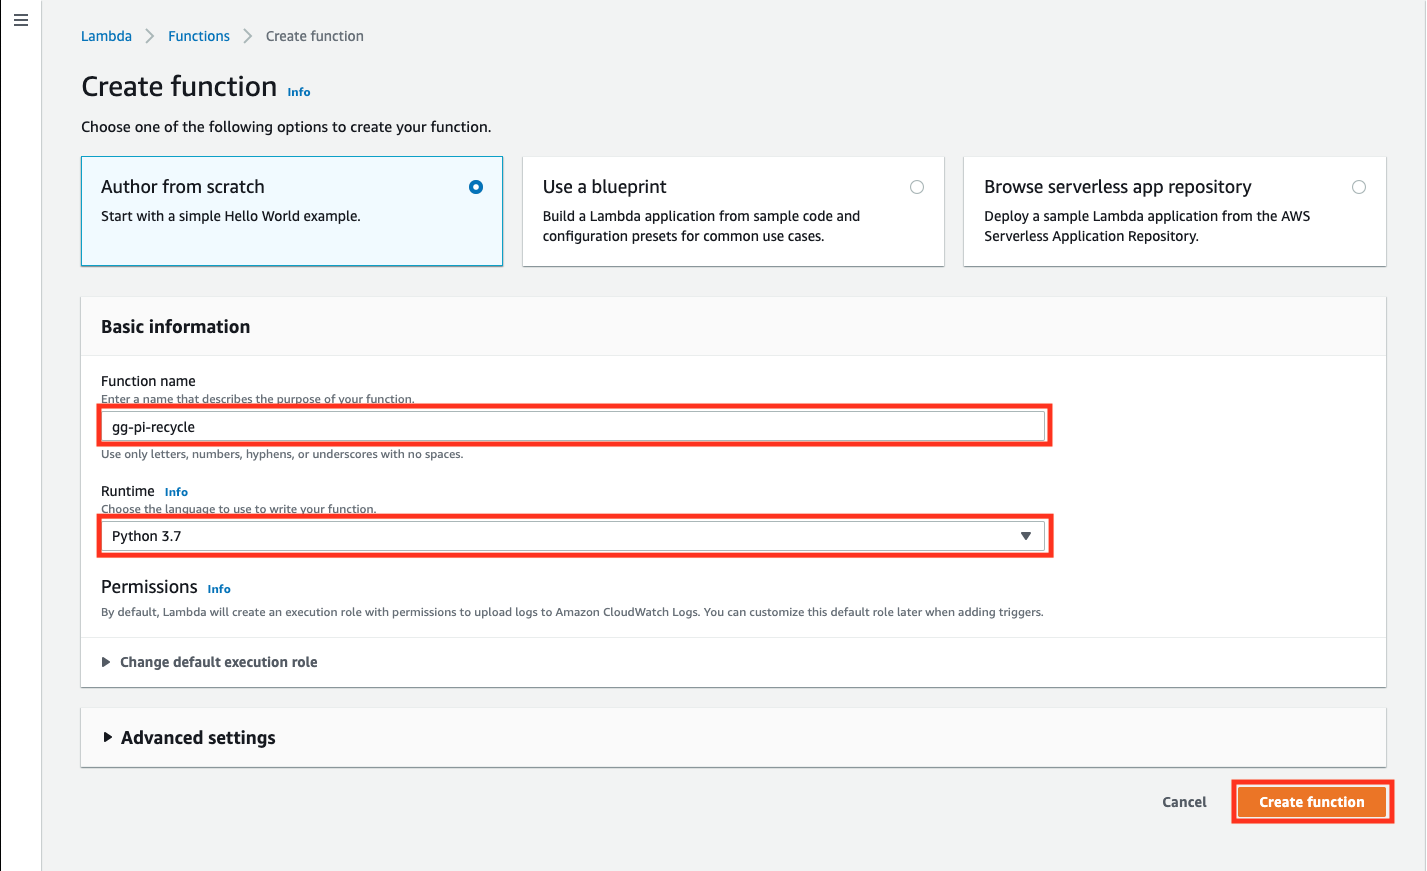 Lambda > Functions > Create function
Create function Info
Choose one of the following options to create your function.
Author from scratch
Start with a simple Hello World example.
Use a blueprint
Build a Lambda application from sample code and
configuration presets for common use cases.
Browse serverless app repository
Deploy a sample Lambda application from the AWS
Serverless Application Repository.
Basic information
Function name
Enter a name that describes the purpose of your function.
gg-pi-recycle
Use only letters, numbers, hyphens, or underscores with no spaces.
Runtime Info
Choose the language to use to write your function.
Python 3.7
Permissions Info
By default, Lambda will create an execution role with permissions to upload logs to Amazon CloudWatch Logs. You can customize this default role later when adding triggers.
Change default execution role
Advanced settings
Cancel
Create function